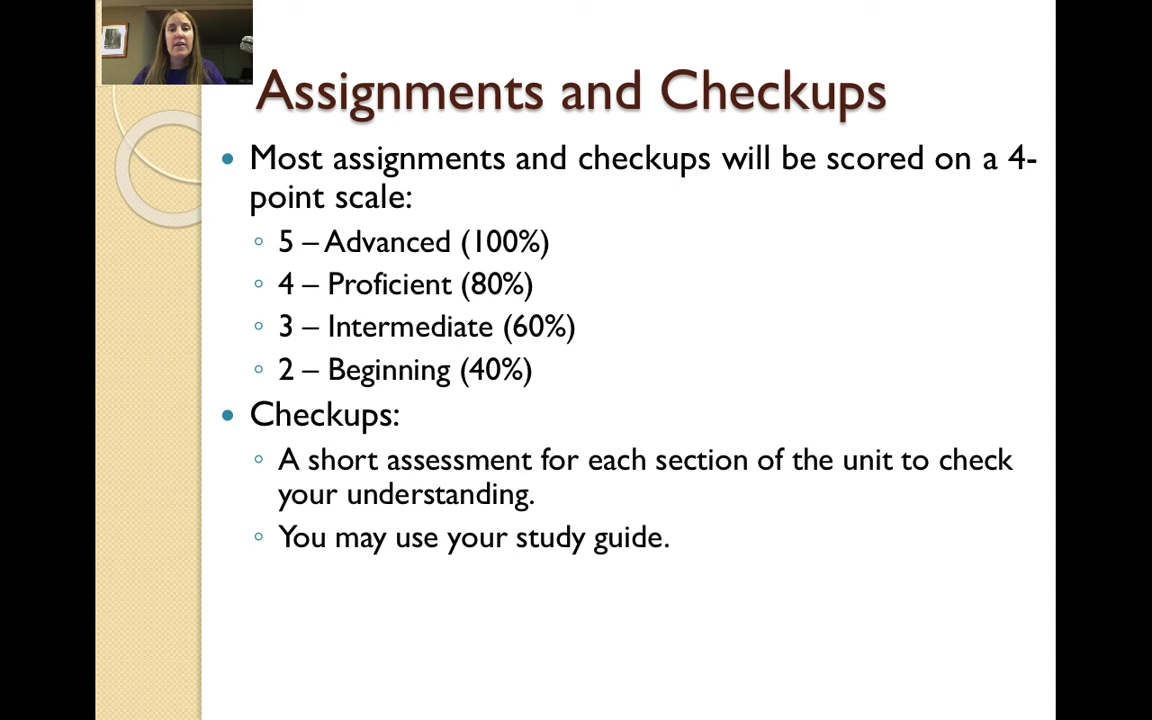 Assignments and Checkups
• Most assignments and checkups will be scored on a 4-
point scale:
◦ 5 – Advanced (100%)
◦ 4 – Proficient (80%)
◦ 3 – Intermediate (60%)
◦ 2 – Beginning (40%)
• Checkups:
◦ A short assessment for each section of the unit to check
your understanding.
◦ You may use your study guide.